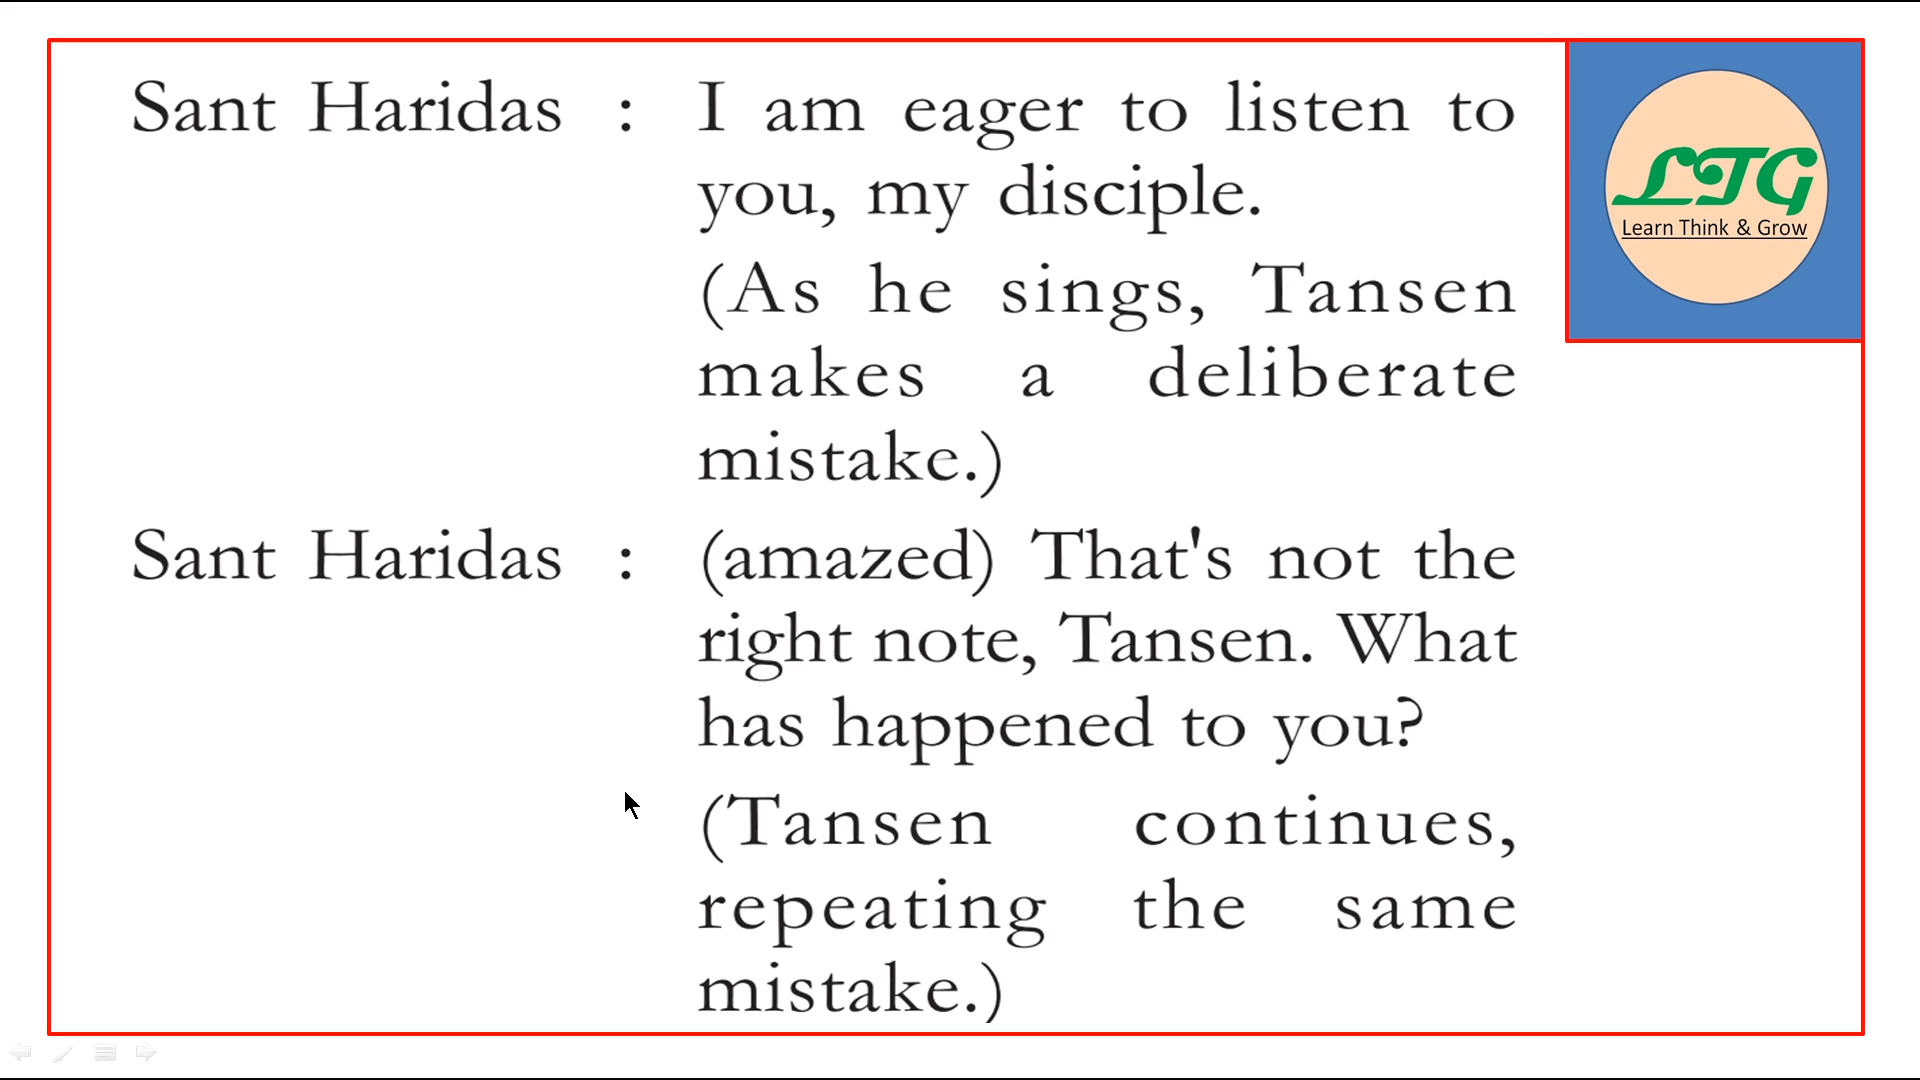 Sant Haridas : I am eager to listen to
you, my disciple.
(As he sings, Tansen
makes a deliberate
mistake.)
Sant Haridas : (amazed) That's not the
right note, Tansen. What
has happened to you?
(Tansen continues,
repeating the same
mistake.)
LTG
Learn Think & Grow